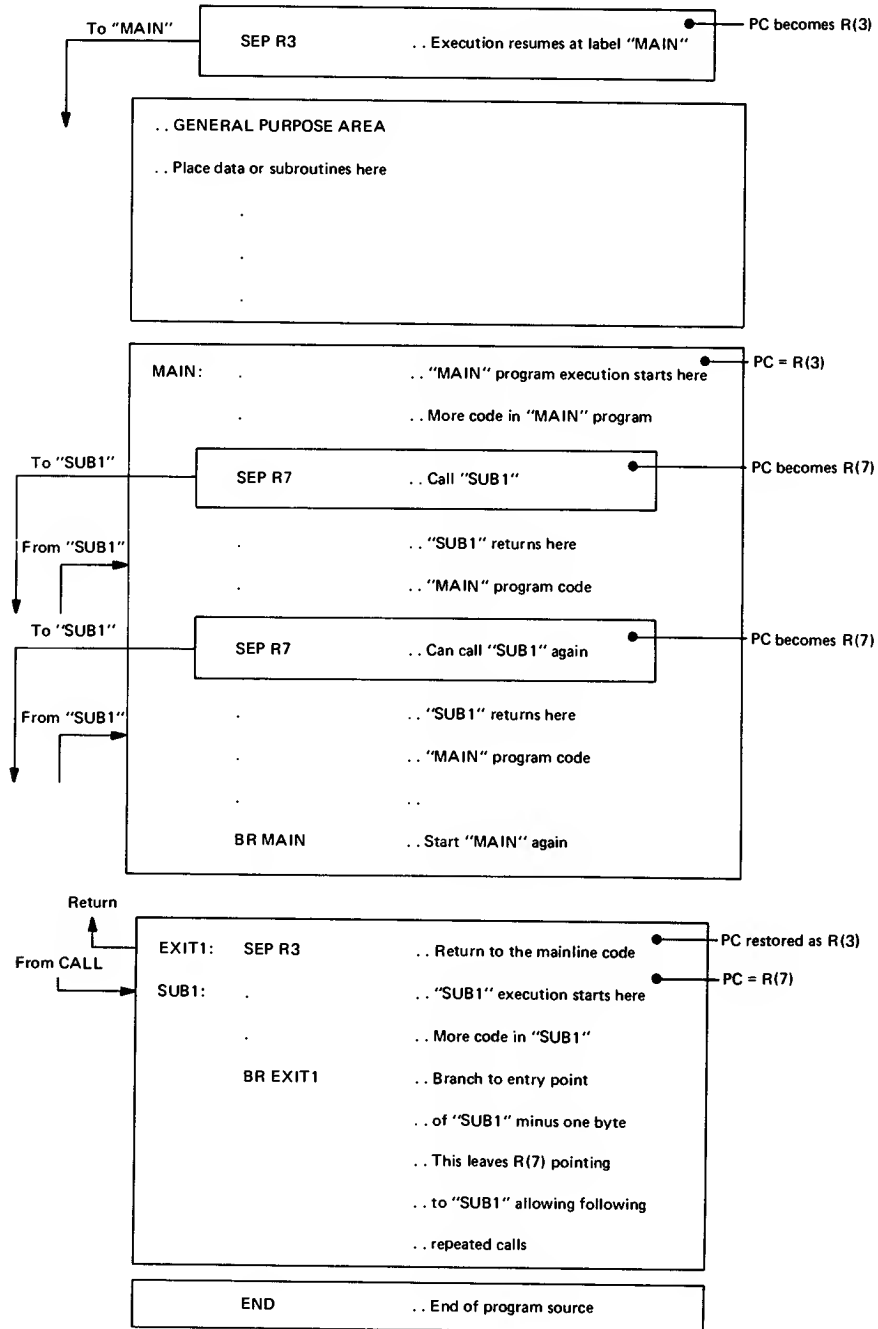 To "MAIN"
SEP R3 . . Execution resumes at label "MAIN"
PC becomes R(3)
. . GENERAL PURPOSE AREA
. . Place data or subroutines here
.
.
.
PC = R(3)
MAIN: . . . "MAIN" program execution starts here
. . . More code in "MAIN" program
To "SUB1"
SEP R7 . . Call "SUB1"
PC becomes R(7)
From "SUB1"
. . . "SUB1" returns here
. . . "MAIN" program code
To "SUB1"
SEP R7 . . Can call "SUB1" again
PC becomes R(7)
From "SUB1"
. . . "SUB1" returns here
. . . "MAIN" program code
. . .
BR MAIN . . Start "MAIN" again
Return
EXIT1: SEP R3 . . Return to the mainline code
PC restored as R(3)
From CALL
SUB1: . . . "SUB1" execution starts here
PC = R(7)
. . . More code in "SUB1"
BR EXIT1 . . Branch to entry point
. . of "SUB1" minus one byte
. . This leaves R(7) pointing
. . to "SUB1" allowing following
. . repeated calls
END . . End of program source